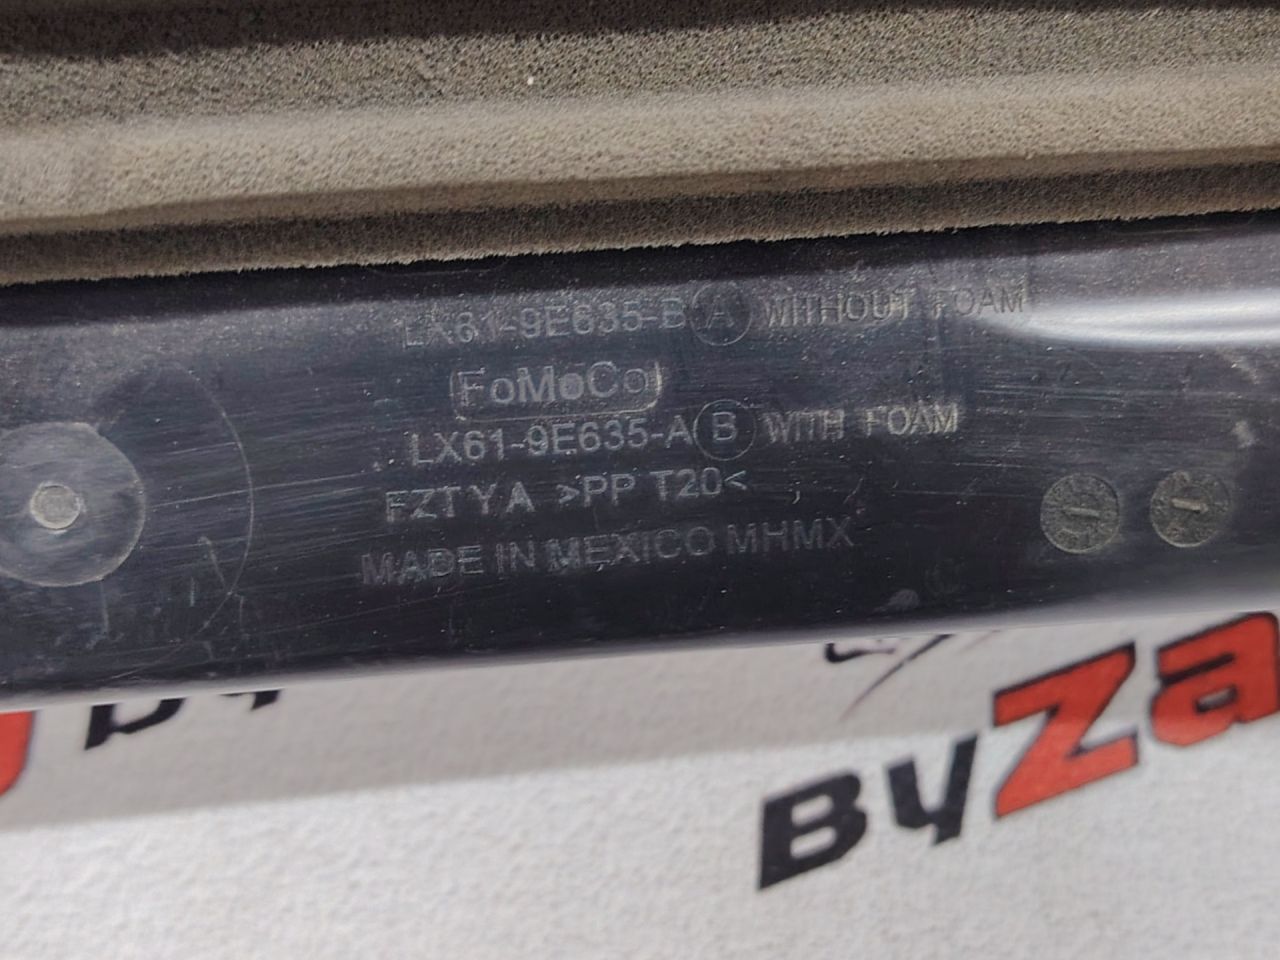 LX61-9E635-B A WITHOUT FOAM
FoMoCo
LX61-9E635-A B WITH FOAM
FZTYA >PP T20<
MADE IN MEXICO MHMX
ByZa